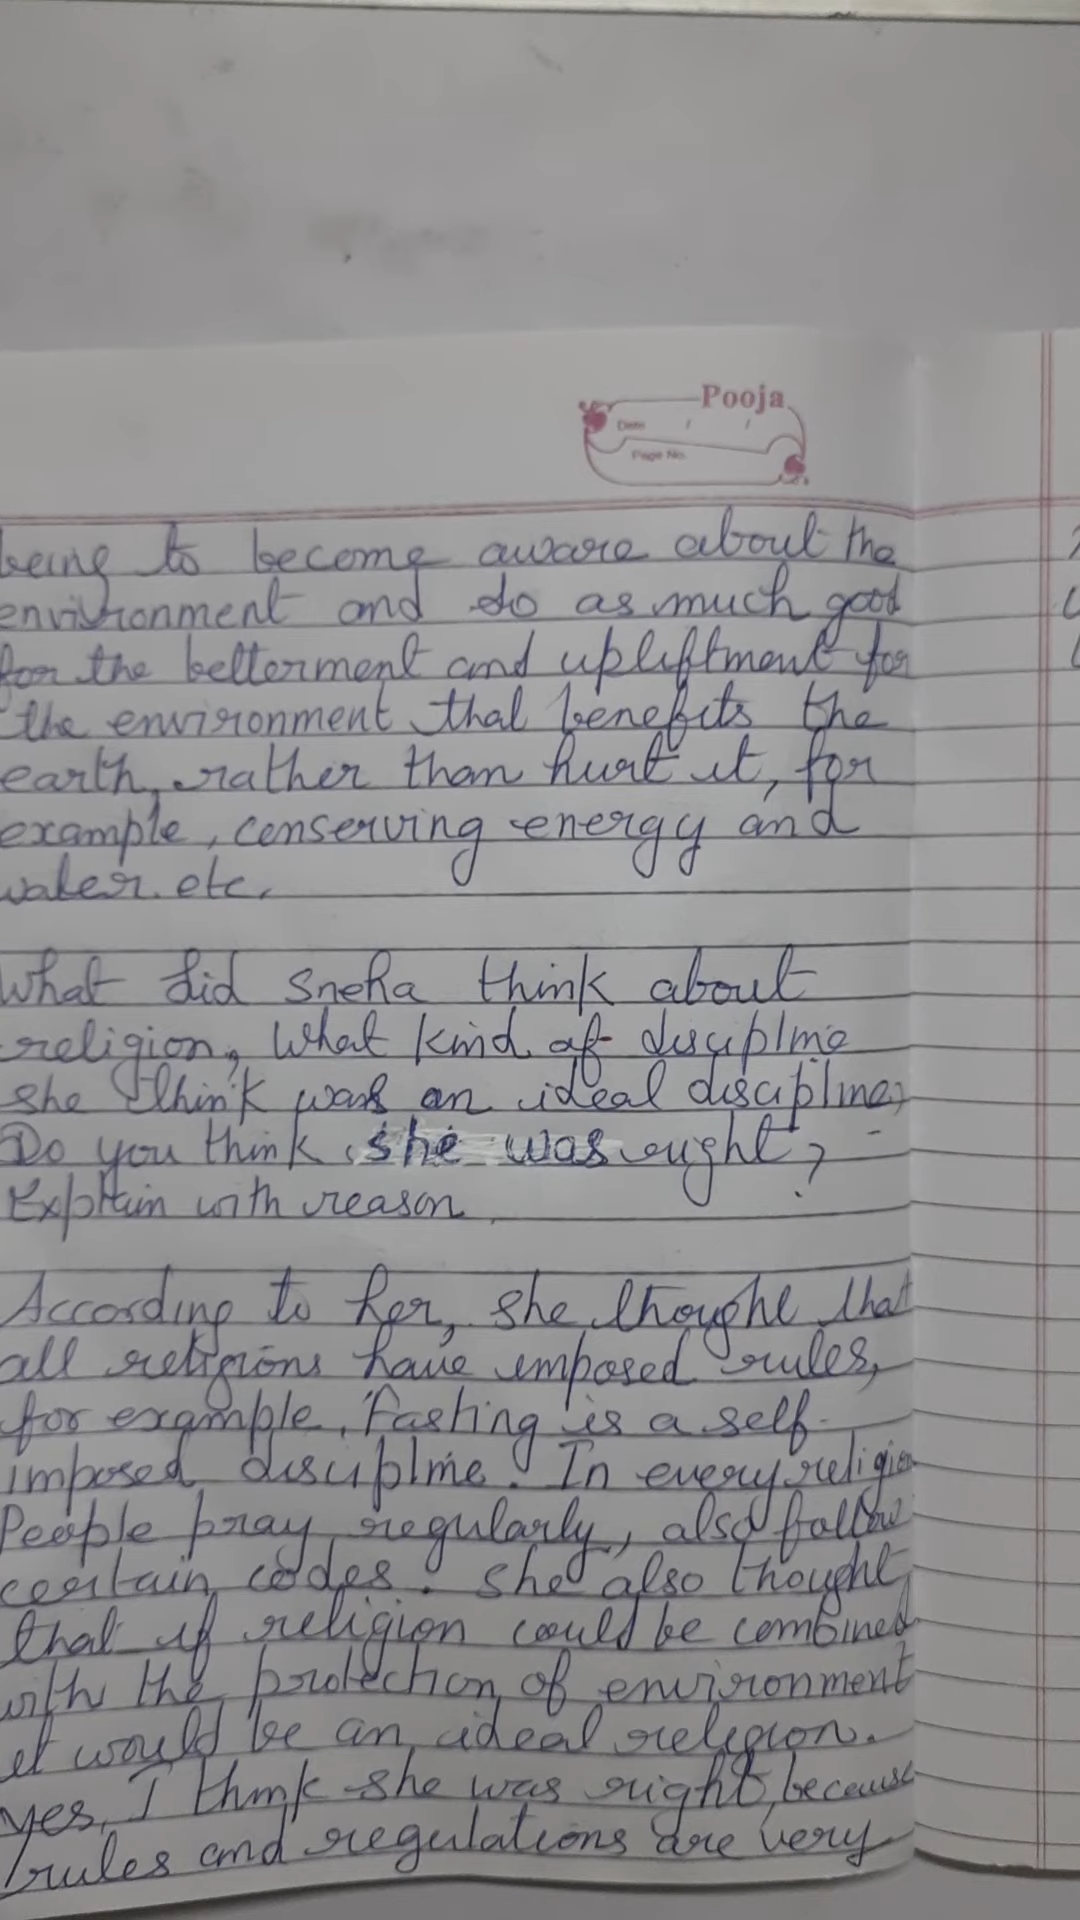 Pooja
Date / /
Page No.
being to become aware about the
environment and do as much good
for the betterment and upliftment for
the environment that benefits the
earth, rather than hurt it, for
example, conserving energy and
water. etc.
What did Sneha think about
religion, What kind of discipline
she think was an ideal discipline,
Do you think she was right?
Explain with reason.
According to her, she thought that
all religions have imposed rules,
for example, Fasting is a self-
imposed discipline. In every religion
People pray regularly, also follow
certain codes. She also thought
that if religion could be combined
with the protection of environment
it would be an ideal religion.
yes, I think she was right, because
rules and regulations are very